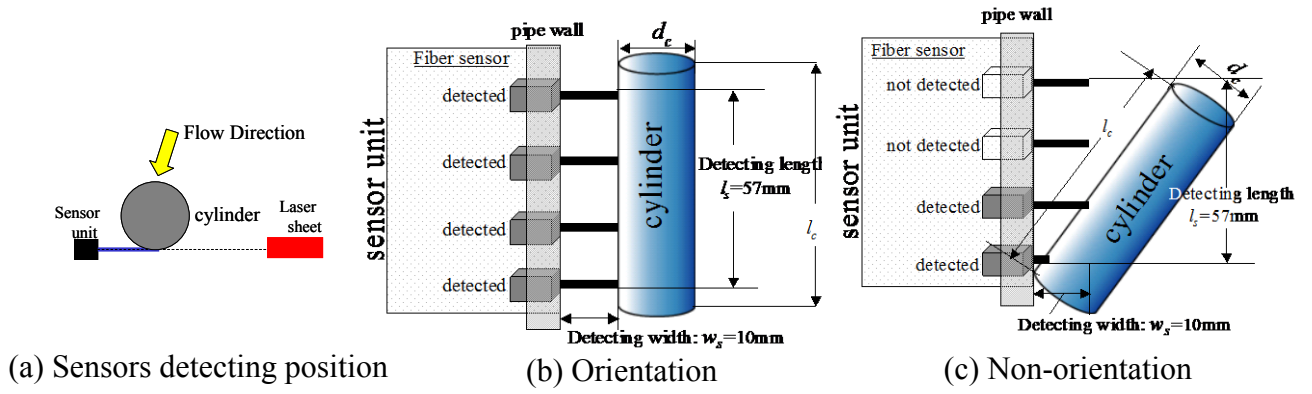 Flow Direction
cylinder
Sensor
unit
Laser
sheet
(a) Sensors detecting position
pipe wall
d_c
Fiber sensor
detected
detected
detected
detected
sensor unit
cylinder
Detecting length
l_s=57mm
l_c
Detecting width: w_s=10mm
(b) Orientation
pipe wall
Fiber sensor
not detected
not detected
detected
detected
sensor unit
d_c
l_c
cylinder
Detecting length
l_s=57mm
Detecting width: w_s=10mm
(c) Non-orientation